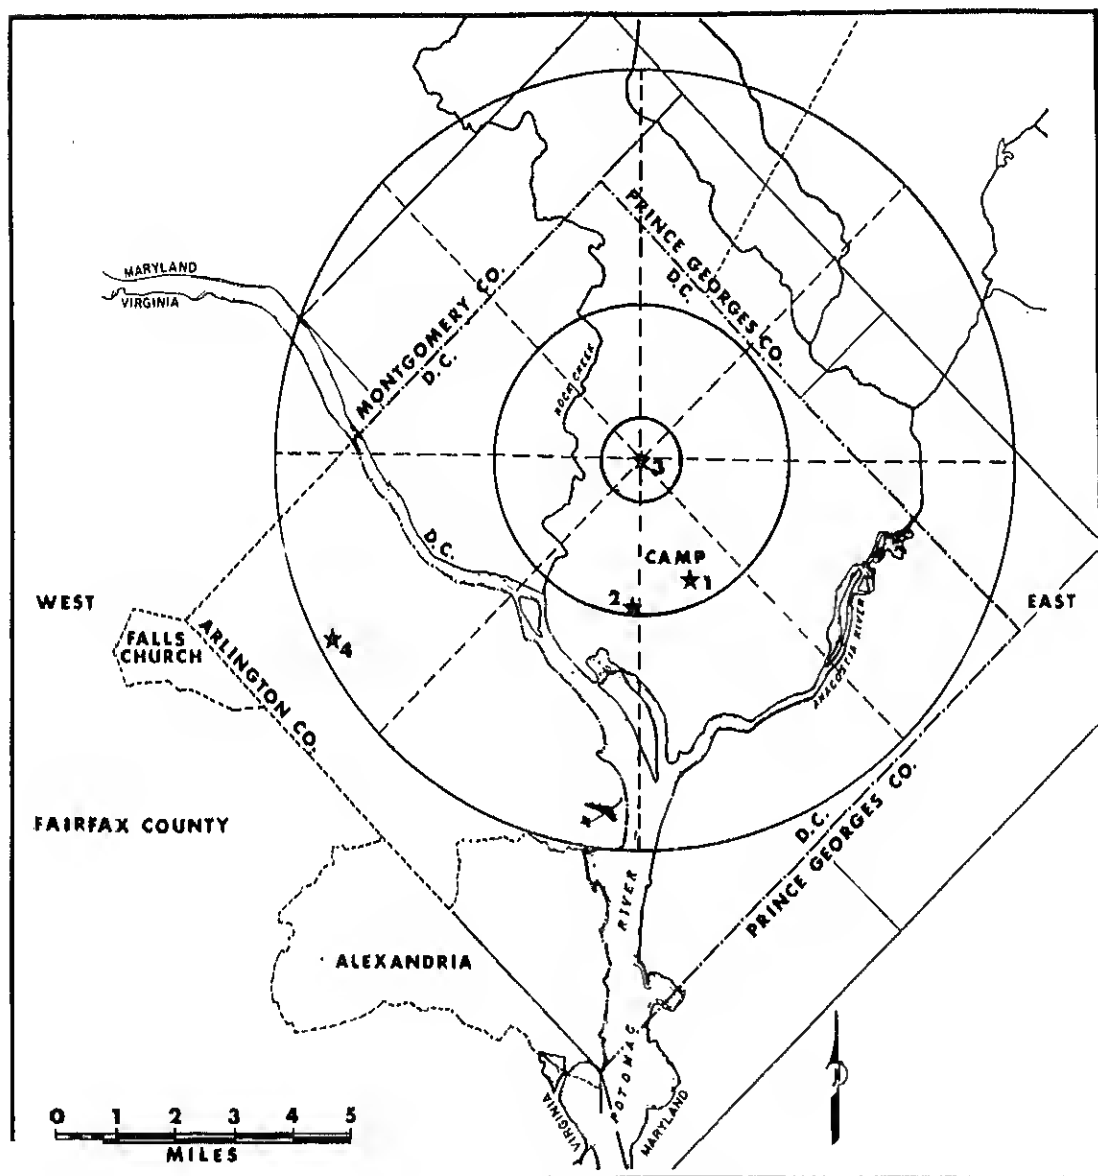 PRINCE GEORGES CO.
D.C.
MARYLAND
VIRGINIA
MONTGOMERY CO.
D.C.
ROCK CREEK
3
D.C.
CAMP
1
2
WEST
EAST
FALLS
CHURCH
4
ARLINGTON CO.
ANACOSTIA RIVER
FAIRFAX COUNTY
D.C.
PRINCE GEORGES CO.
RIVER
ALEXANDRIA
POTOMAC
N
VIRGINIA
MARYLAND
0 1 2 3 4 5
MILES